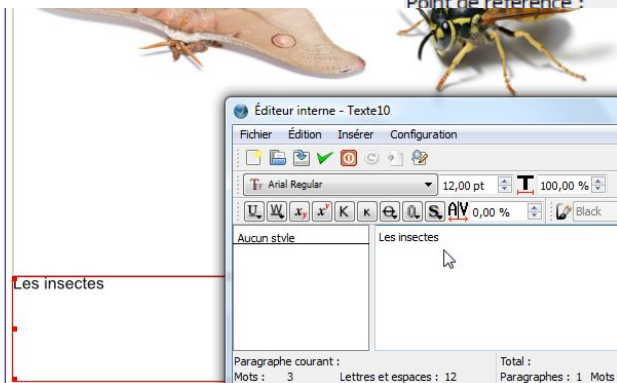 Point de référence :
Éditeur interne - Texte10
Fichier Édition Insérer Configuration
Arial Regular 12,00 pt 100,00 %
0,00 % Black
Aucun style
Les insectes
Les insectes
Paragraphe courant : Total :
Mots : 3 Lettres et espaces : 12 Paragraphes : 1 Mots